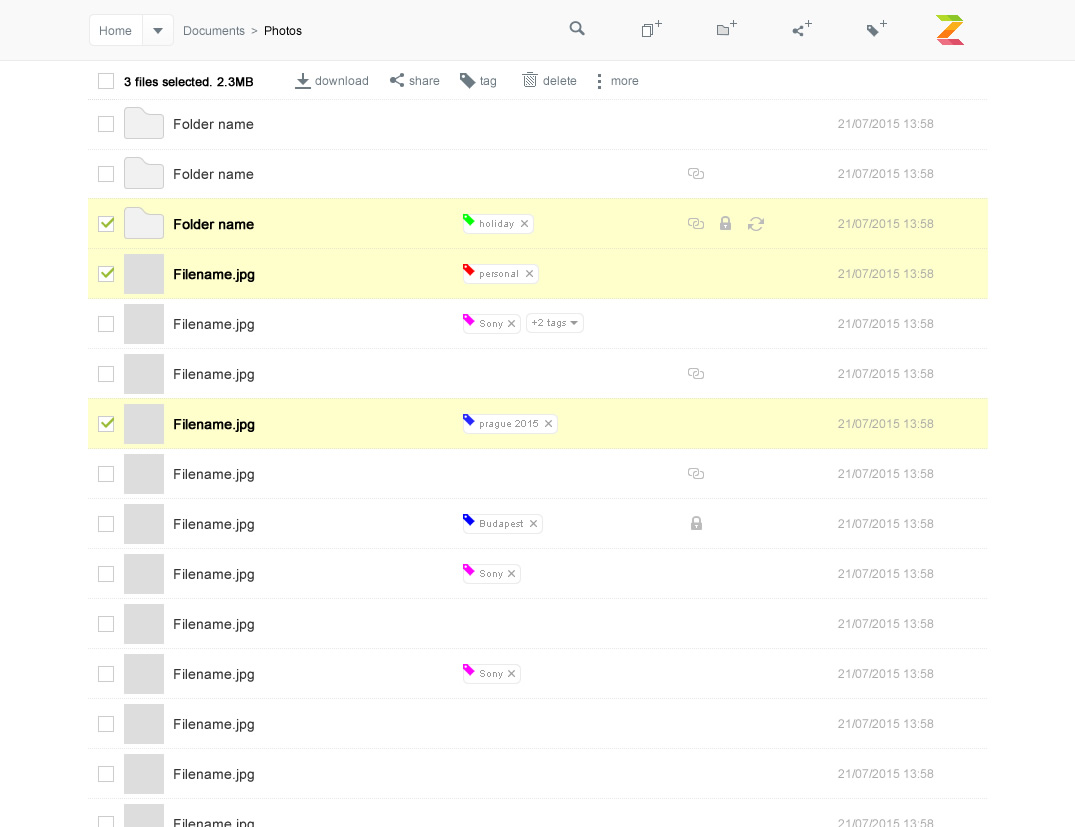 Home Documents > Photos
3 files selected. 2.3MB download share tag delete more
Folder name 21/07/2015 13:58
Folder name 21/07/2015 13:58
Folder name holiday 21/07/2015 13:58
Filename.jpg personal 21/07/2015 13:58
Filename.jpg Sony +2 tags 21/07/2015 13:58
Filename.jpg 21/07/2015 13:58
Filename.jpg prague 2015 21/07/2015 13:58
Filename.jpg 21/07/2015 13:58
Filename.jpg Budapest 21/07/2015 13:58
Filename.jpg Sony 21/07/2015 13:58
Filename.jpg 21/07/2015 13:58
Filename.jpg Sony 21/07/2015 13:58
Filename.jpg 21/07/2015 13:58
Filename.jpg 21/07/2015 13:58
Filename.jpg 21/07/2015 13:58